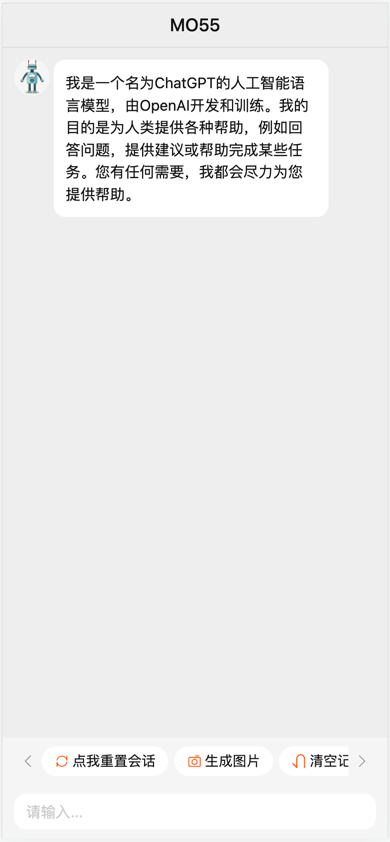 MO55
我是一个名为ChatGPT的人工智能语
言模型，由OpenAI开发和训练。我的
目的是为人类提供各种帮助，例如回
答问题，提供建议或帮助完成某些任
务。您有任何需要，我都会尽力为您
提供帮助。
点我重置会话 生成图片 清空记
请输入...